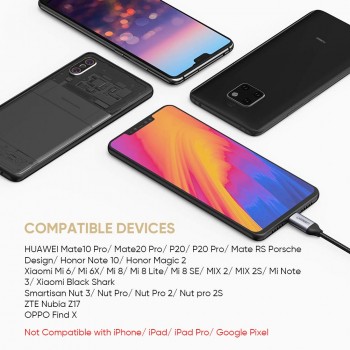 COMPATIBLE DEVICES
HUAWEI Mate10 Pro/ Mate20 Pro/ P20/ P20 Pro/ Mate RS Porsche
Design/ Honor Note 10/ Honor Magic 2
Xiaomi Mi 6/ Mi 6X/ Mi 8/ Mi 8 Lite/ Mi 8 SE/ MIX 2/ MIX 2S/ Mi Note
3/ Xiaomi Black Shark
Smartisan Nut 3/ Nut Pro/ Nut Pro 2/ Nut pro 2S
ZTE Nubia Z17
OPPO Find X
Not Compatible with iPhone/ iPad/ iPad Pro/ Google Pixel